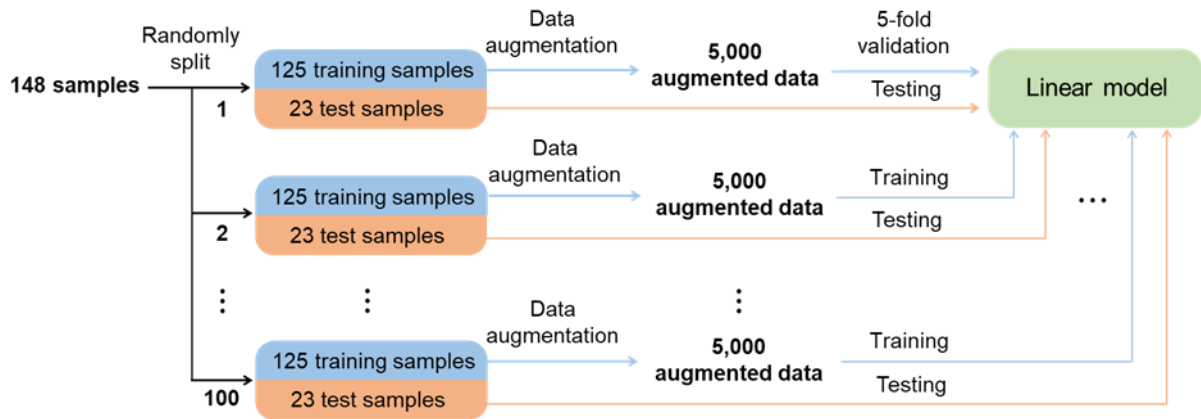 Randomly
split
148 samples
1
125 training samples
23 test samples
Data
augmentation
5,000
augmented data
5-fold
validation
Testing
Linear model
2
125 training samples
23 test samples
Data
augmentation
5,000
augmented data
Training
Testing
...
⋮
⋮
⋮
100
125 training samples
23 test samples
Data
augmentation
5,000
augmented data
Training
Testing